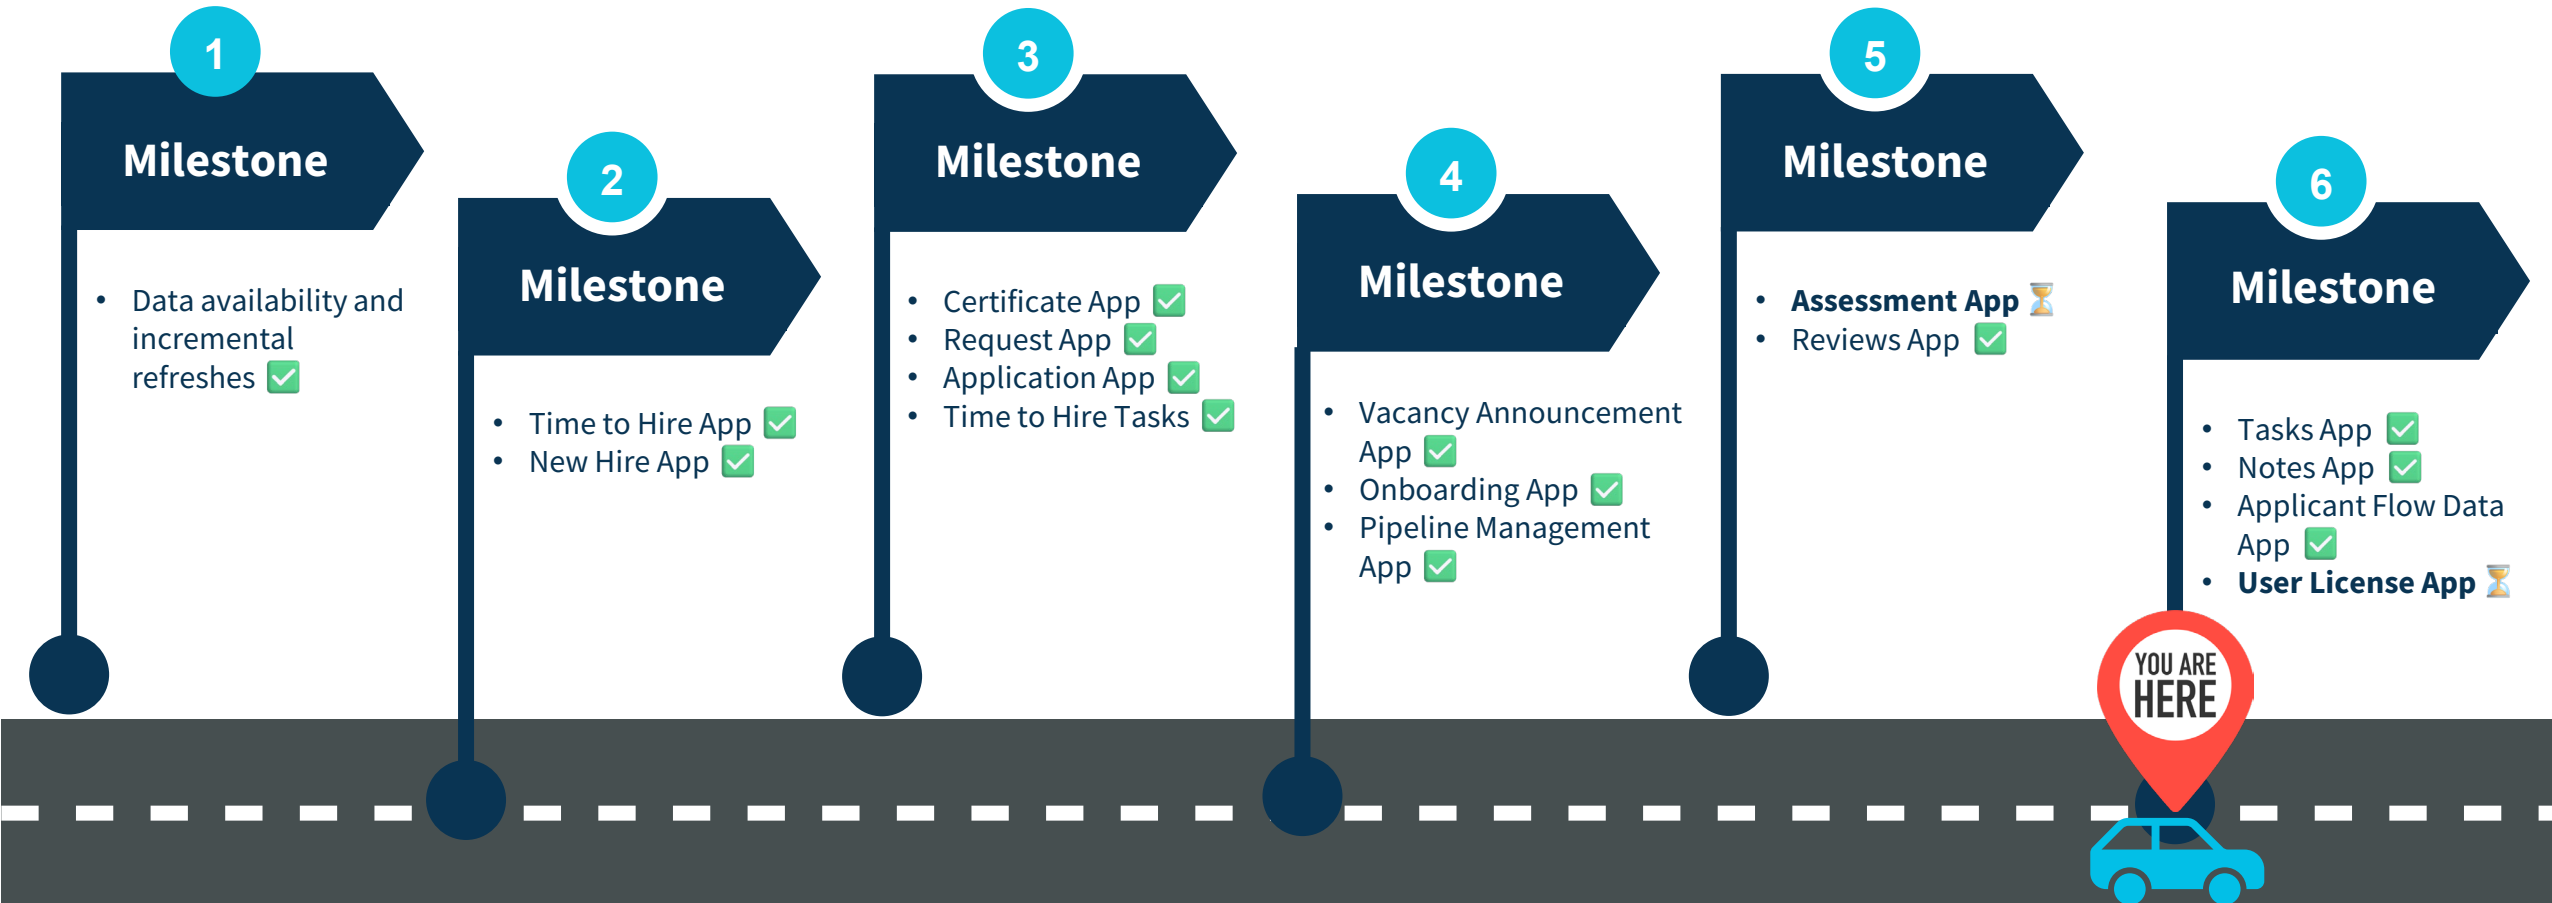 1
Milestone
• Data availability and
incremental
refreshes ✅
2
Milestone
• Time to Hire App ✅
• New Hire App ✅
3
Milestone
• Certificate App ✅
• Request App ✅
• Application App ✅
• Time to Hire Tasks ✅
4
Milestone
• Vacancy Announcement
App ✅
• Onboarding App ✅
• Pipeline Management
App ✅
5
Milestone
• Assessment App ⏳
• Reviews App ✅
6
Milestone
• Tasks App ✅
• Notes App ✅
• Applicant Flow Data
App ✅
• User License App ⏳
YOU ARE
HERE